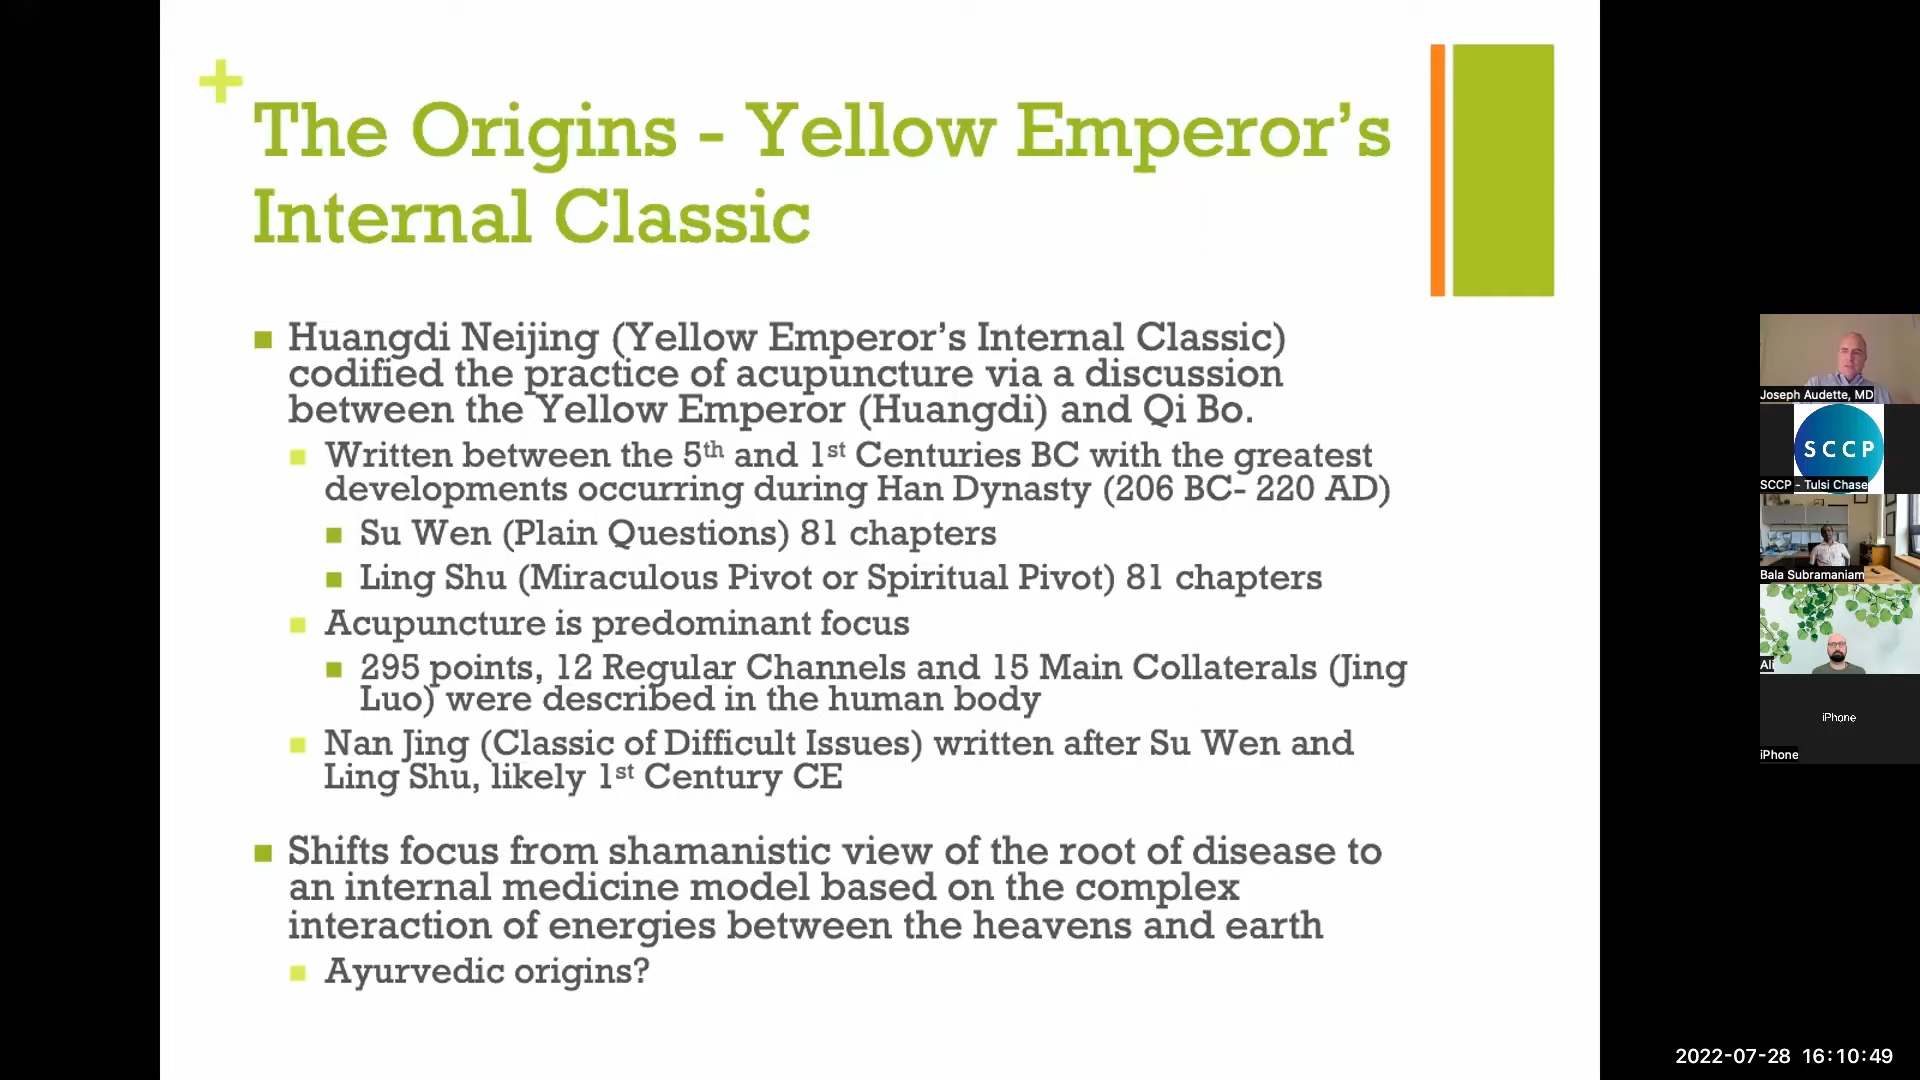 +
The Origins - Yellow Emperor’s
Internal Classic
Huangdi Neijing (Yellow Emperor’s Internal Classic)
codified the practice of acupuncture via a discussion
between the Yellow Emperor (Huangdi) and Qi Bo.
Written between the 5th and 1st Centuries BC with the greatest
developments occurring during Han Dynasty (206 BC- 220 AD)
Su Wen (Plain Questions) 81 chapters
Ling Shu (Miraculous Pivot or Spiritual Pivot) 81 chapters
Acupuncture is predominant focus
295 points, 12 Regular Channels and 15 Main Collaterals (Jing
Luo) were described in the human body
Nan Jing (Classic of Difficult Issues) written after Su Wen and
Ling Shu, likely 1st Century CE
Shifts focus from shamanistic view of the root of disease to
an internal medicine model based on the complex
interaction of energies between the heavens and earth
Ayurvedic origins?
Joseph Audette, MD
SCCP
SCCP - Tulsi Chase
Bala Subramaniam
Ali
iPhone
iPhone
2022-07-28 16:10:49